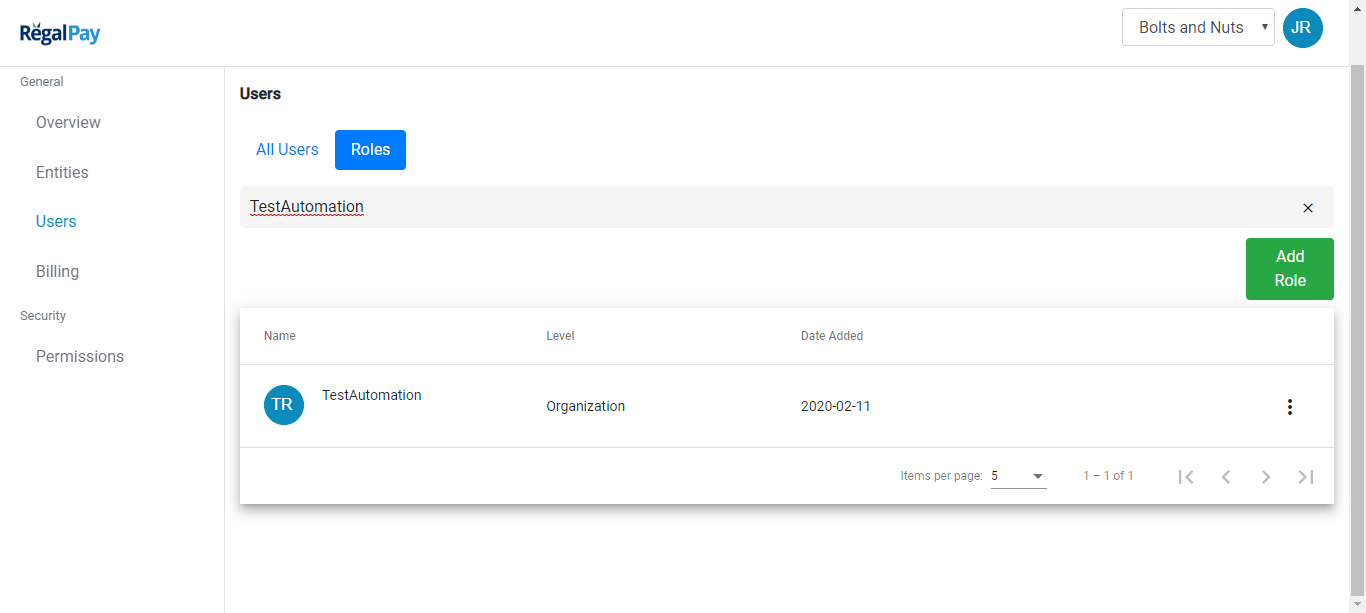 RegalPay
Bolts and Nuts
JR
General
Overview
Entities
Users
Billing
Security
Permissions
Users
All Users
Roles
TestAutomation
Add
Role
Name Level Date Added
TR TestAutomation Organization 2020-02-11
Items per page: 5 1 – 1 of 1